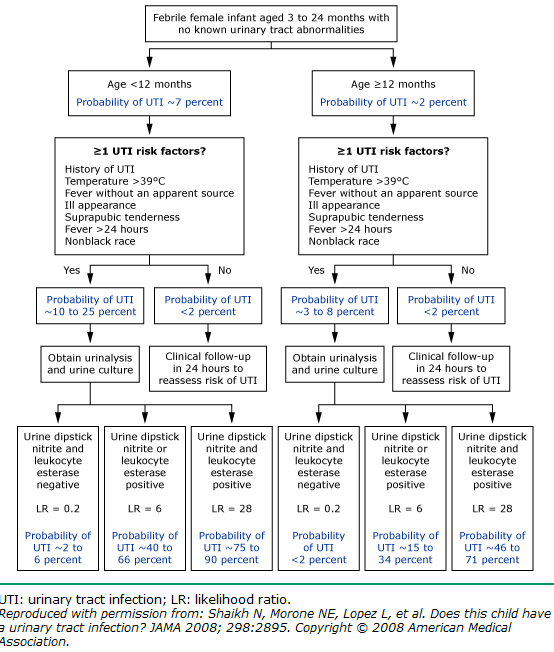 Febrile female infant aged 3 to 24 months with
no known urinary tract abnormalities
Age <12 months
Probability of UTI ~7 percent
Age ≥12 months
Probability of UTI ~2 percent
≥1 UTI risk factors?
History of UTI
Temperature >39°C
Fever without an apparent source
Ill appearance
Suprapubic tenderness
Fever >24 hours
Nonblack race
≥1 UTI risk factors?
History of UTI
Temperature >39°C
Fever without an apparent source
Ill appearance
Suprapubic tenderness
Fever >24 hours
Nonblack race
Yes
No
Yes
No
Probability of UTI
~10 to 25 percent
Probability of UTI
<2 percent
Probability of UTI
~3 to 8 percent
Probability of UTI
<2 percent
Obtain urinalysis
and urine culture
Clinical follow-up
in 24 hours to
reassess risk of UTI
Obtain urinalysis
and urine culture
Clinical follow-up
in 24 hours to
reassess risk of UTI
Urine dipstick
nitrite and
leukocyte
esterase
negative
LR = 0.2
Probability of
UTI ~2 to
6 percent
Urine dipstick
nitrite or
leukocyte
esterase
positive
LR = 6
Probability of
UTI ~40 to
66 percent
Urine dipstick
nitrite and
leukocyte
esterase
positive
LR = 28
Probability of
UTI ~75 to
90 percent
Urine dipstick
nitrite and
leukocyte
esterase
negative
LR = 0.2
Probability
of UTI
<2 percent
Urine dipstick
nitrite or
leukocyte
esterase
positive
LR = 6
Probability of
UTI ~15 to
34 percent
Urine dipstick
nitrite and
leukocyte
esterase
positive
LR = 28
Probability of
UTI ~46 to
71 percent
UTI: urinary tract infection; LR: likelihood ratio.
Reproduced with permission from: Shaikh N, Morone NE, Lopez L, et al. Does this child have
a urinary tract infection? JAMA 2008; 298:2895. Copyright © 2008 American Medical
Association.